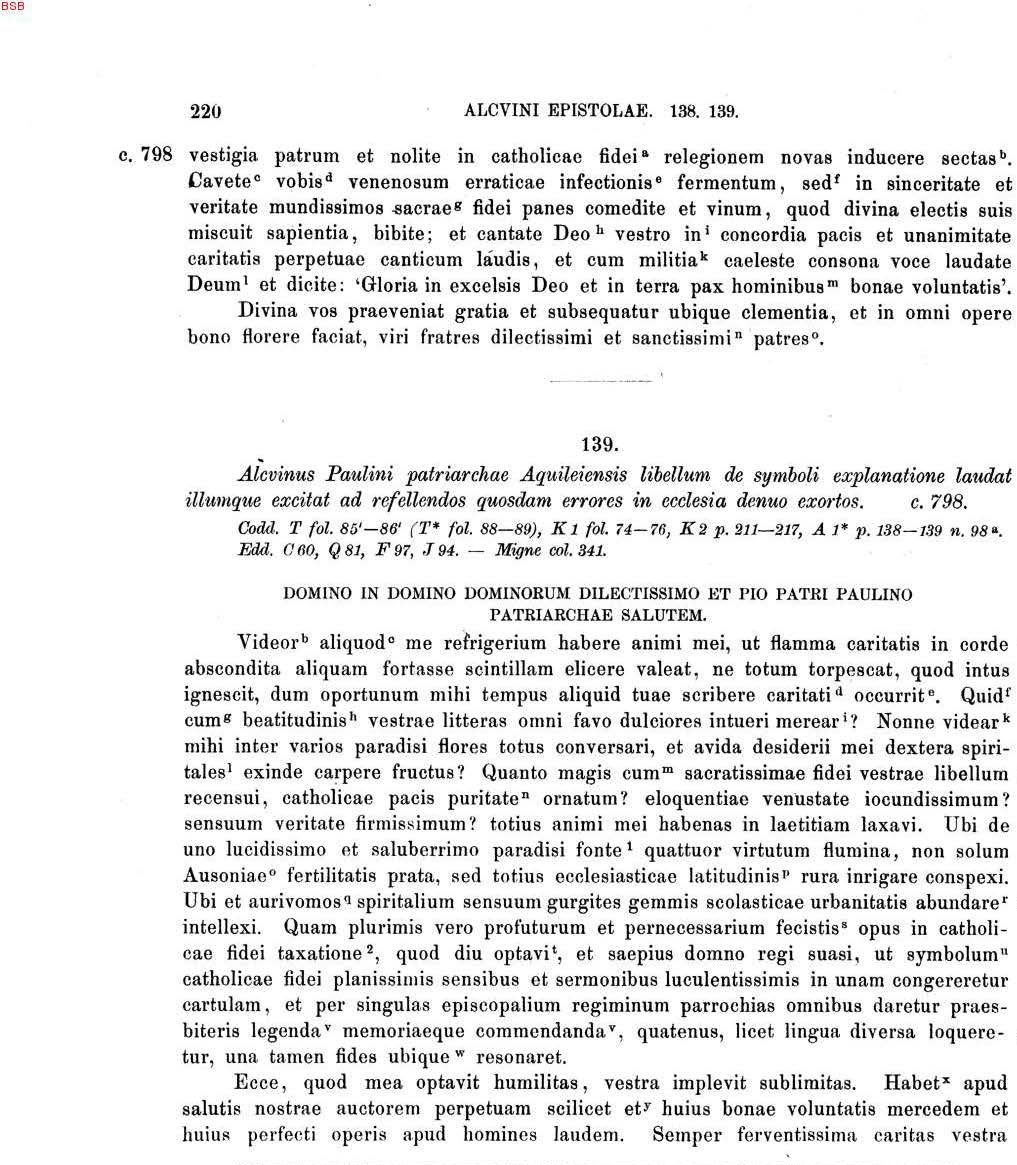 BSB
220 ALCVINI EPISTOLAE. 138. 139.
c. 798 vestigia patrum et nolite in catholicae fidei ᵃ relegionem novas inducere sectas ᵇ.
Cavete ᶜ vobis ᵈ venenosum erraticae infectionis ᵉ fermentum, sed ᶠ in sinceritate et
veritate mundissimos sacrae ᵍ fidei panes comedite et vinum, quod divina electis suis
miscuit sapientia, bibite; et cantate Deo ʰ vestro in ⁱ concordia pacis et unanimitate
caritatis perpetuae canticum laudis, et cum militia ᵏ caeleste consona voce laudate
Deum ˡ et dicite: ‘Gloria in excelsis Deo et in terra pax hominibus ᵐ bonae voluntatis’.
Divina vos praeveniat gratia et subsequatur ubique clementia, et in omni opere
bono florere faciat, viri fratres dilectissimi et sanctissimi ⁿ patres ᵒ.
139.
Alcvinus Paulini patriarchae Aquileiensis libellum de symboli explanatione laudat
illumque excitat ad refellendos quosdam errores in ecclesia denuo exortos. c. 798.
Codd. T fol. 85'—86' (T* fol. 88—89), K 1 fol. 74—76, K 2 p. 211—217, A 1* p. 138—139 n. 98 ᵃ.
Edd. C 60, Q 81, F 97, J 94. — Migne col. 341.
DOMINO IN DOMINO DOMINORUM DILECTISSIMO ET PIO PATRI PAULINO
PATRIARCHAE SALUTEM.
Videor ᵇ aliquod ᶜ me refrigerium habere animi mei, ut flamma caritatis in corde
abscondita aliquam fortasse scintillam elicere valeat, ne totum torpescat, quod intus
ignescit, dum oportunum mihi tempus aliquid tuae scribere caritati ᵈ occurrit ᵉ. Quid ᶠ
cum ᵍ beatitudinis ʰ vestrae litteras omni favo dulciores intueri merear ⁱ? Nonne videar ᵏ
mihi inter varios paradisi flores totus conversari, et avida desiderii mei dextera spiri-
tales ˡ exinde carpere fructus? Quanto magis cum ᵐ sacratissimae fidei vestrae libellum
recensui, catholicae pacis puritate ⁿ ornatum? eloquentiae venustate iocundissimum?
sensuum veritate firmissimum? totius animi mei habenas in laetitiam laxavi. Ubi de
uno lucidissimo et saluberrimo paradisi fonte ¹ quattuor virtutum flumina, non solum
Ausoniae ᵒ fertilitatis prata, sed totius ecclesiasticae latitudinis ᵖ rura inrigare conspexi.
Ubi et aurivomos q spiritalium sensuum gurgites gemmis scolasticae urbanitatis abundare ʳ
intellexi. Quam plurimis vero profuturum et pernecessarium fecistis ˢ opus in catholi-
cae fidei taxatione ², quod diu optavi ᵗ, et saepius domno regi suasi, ut symbolum ᵘ
catholicae fidei planissimis sensibus et sermonibus luculentissimis in unam congereretur
cartulam, et per singulas episcopalium regiminum parrochias omnibus daretur praes-
biteris legenda ᵛ memoriaeque commendanda ᵛ, quatenus, licet lingua diversa loquere-
tur, una tamen fides ubique ʷ resonaret.
Ecce, quod mea optavit humilitas, vestra implevit sublimitas. Habet ˣ apud
salutis nostrae auctorem perpetuam scilicet et ʸ huius bonae voluntatis mercedem et
huius perfecti operis apud homines laudem. Semper ferventissima caritas vestra